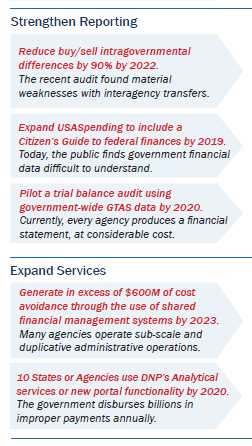 Strengthen Reporting
Reduce buy/sell intragovernmental
differences by 90% by 2022.
The recent audit found material
weaknesses with interagency transfers.
Expand USASpending to include a
Citizen's Guide to federal finances by 2019.
Today, the public finds government financial
data difficult to understand.
Pilot a trial balance audit using
government-wide GTAS data by 2020.
Currently, every agency produces a financial
statement, at considerable cost.
Expand Services
Generate in excess of $600M of cost
avoidance through the use of shared
financial management systems by 2023.
Many agencies operate sub-scale and
duplicative administrative operations.
10 States or Agencies use DNP's Analytical
services or new portal functionality by 2020.
The government disburses billions in
improper payments annually.